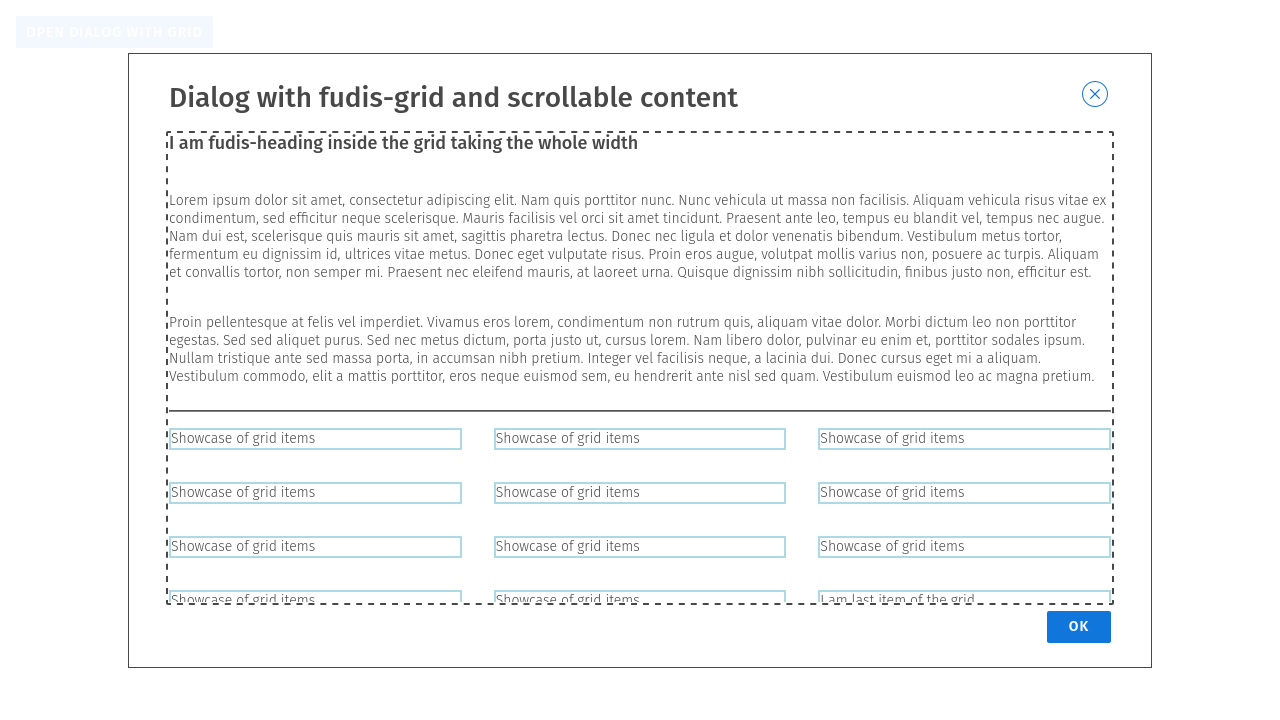 OPEN DIALOG WITH GRID
Dialog with fudis-grid and scrollable content
I am fudis-heading inside the grid taking the whole width
Lorem ipsum dolor sit amet, consectetur adipiscing elit. Nam quis porttitor nunc. Nunc vehicula ut massa non facilisis. Aliquam vehicula risus vitae ex
condimentum, sed efficitur neque scelerisque. Mauris facilisis vel orci sit amet tincidunt. Praesent ante leo, tempus eu blandit vel, tempus nec augue.
Nam dui est, scelerisque quis mauris sit amet, sagittis pharetra lectus. Donec nec ligula et dolor venenatis bibendum. Vestibulum metus tortor,
fermentum eu dignissim id, ultrices vitae metus. Donec eget vulputate risus. Proin eros augue, volutpat mollis varius non, posuere ac turpis. Aliquam
et convallis tortor, non semper mi. Praesent nec eleifend mauris, at laoreet urna. Quisque dignissim nibh sollicitudin, finibus justo non, efficitur est.
Proin pellentesque at felis vel imperdiet. Vivamus eros lorem, condimentum non rutrum quis, aliquam vitae dolor. Morbi dictum leo non porttitor
egestas. Sed sed aliquet purus. Sed nec metus dictum, porta justo ut, cursus lorem. Nam libero dolor, pulvinar eu enim et, porttitor sodales ipsum.
Nullam tristique ante sed massa porta, in accumsan nibh pretium. Integer vel facilisis neque, a lacinia dui. Donec cursus eget mi a aliquam.
Vestibulum commodo, elit a mattis porttitor, eros neque euismod sem, eu hendrerit ante nisl sed quam. Vestibulum euismod leo ac magna pretium.
Showcase of grid items
Showcase of grid items
Showcase of grid items
Showcase of grid items
Showcase of grid items
Showcase of grid items
Showcase of grid items
Showcase of grid items
Showcase of grid items
Showcase of grid items
Showcase of grid items
I am last item of the grid
OK